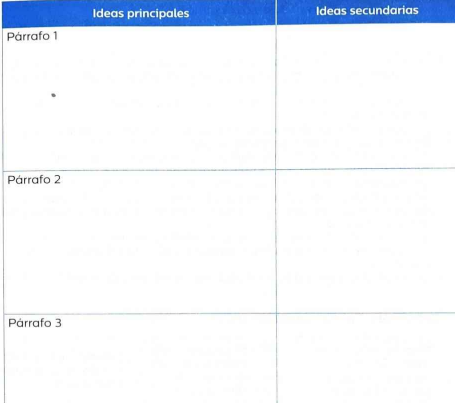 Ideas principales
Ideas secundarias
Párrafo 1
Párrafo 2
Párrafo 3